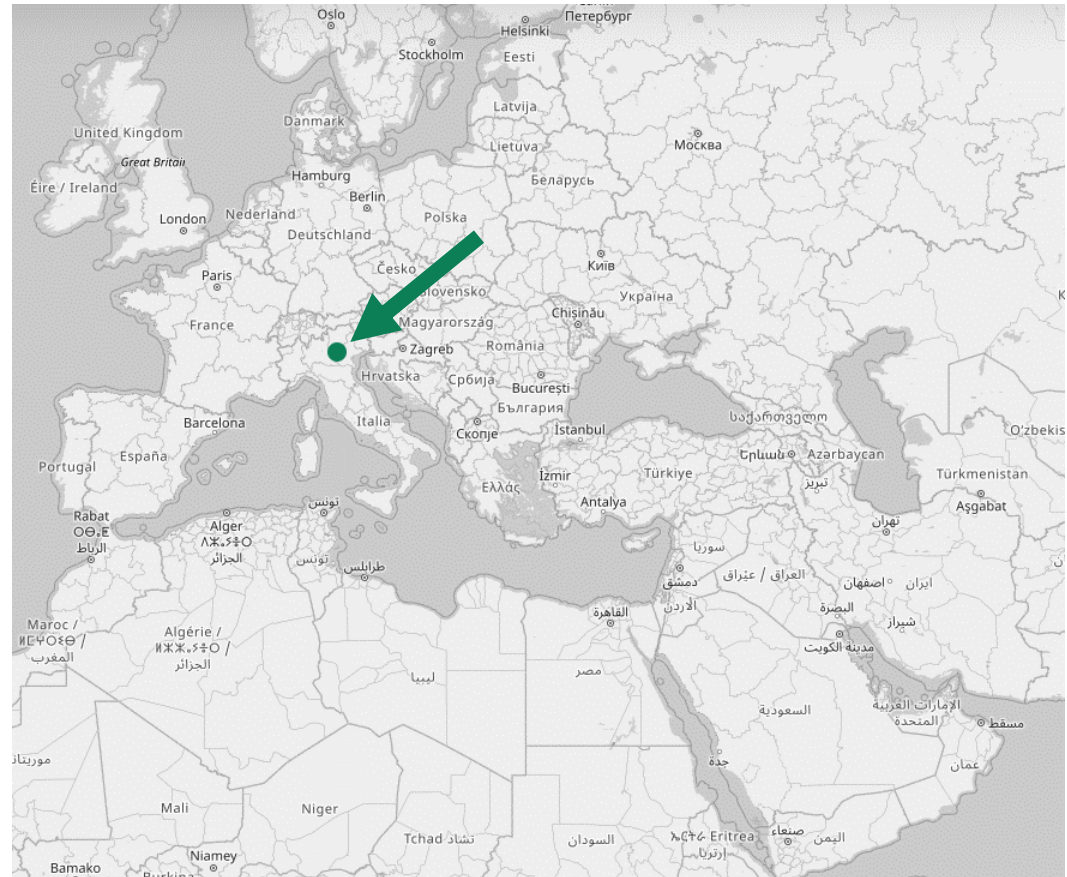 Oslo
Helsinki
Петербург
Stockholm
Eesti
Latvija
Danmark
United Kingdom
Москва
Lietuva
Great Britain
Hamburg
Беларусь
Éire / Ireland
Berlin
London
Nederland
Polska
Deutschland
Київ
Paris
Česko
Slovensko
Україна
Chișinău
France
Magyarország
Zagreb
România
Hrvatska
Србија
București
България
Barcelona
Italia
Скопје
İstanbul
საქართველო
O'zbekis
España
Երևան
Azərbaycan
Portugal
İzmir
Türkiye
Türkmenistan
Ελλάς
تبریز
Antalya
تونس
Aşgabat
Rabat
ⵔⴱⴰⵟ
الرباط
Alger
الجزائر
تونس
تهران
سوريا
طرابلس
دمشق
العراق / عێراق
اصفهان
ایران
الأردن
القاهرة
البصرة
شیراز
Maroc /
المغرب
Algérie /
الجزائر
مدينة الكويت
ليبيا
مصر
الإمارات العربية
المتحدة
السعودية
مسقط
جدة
عمان
موريتان
Mali
Niger
Tchad تشاد
السودان
ኤርትራ Eritrea
إرتريا
صنعاء
اليمن
Niamey
Bamako